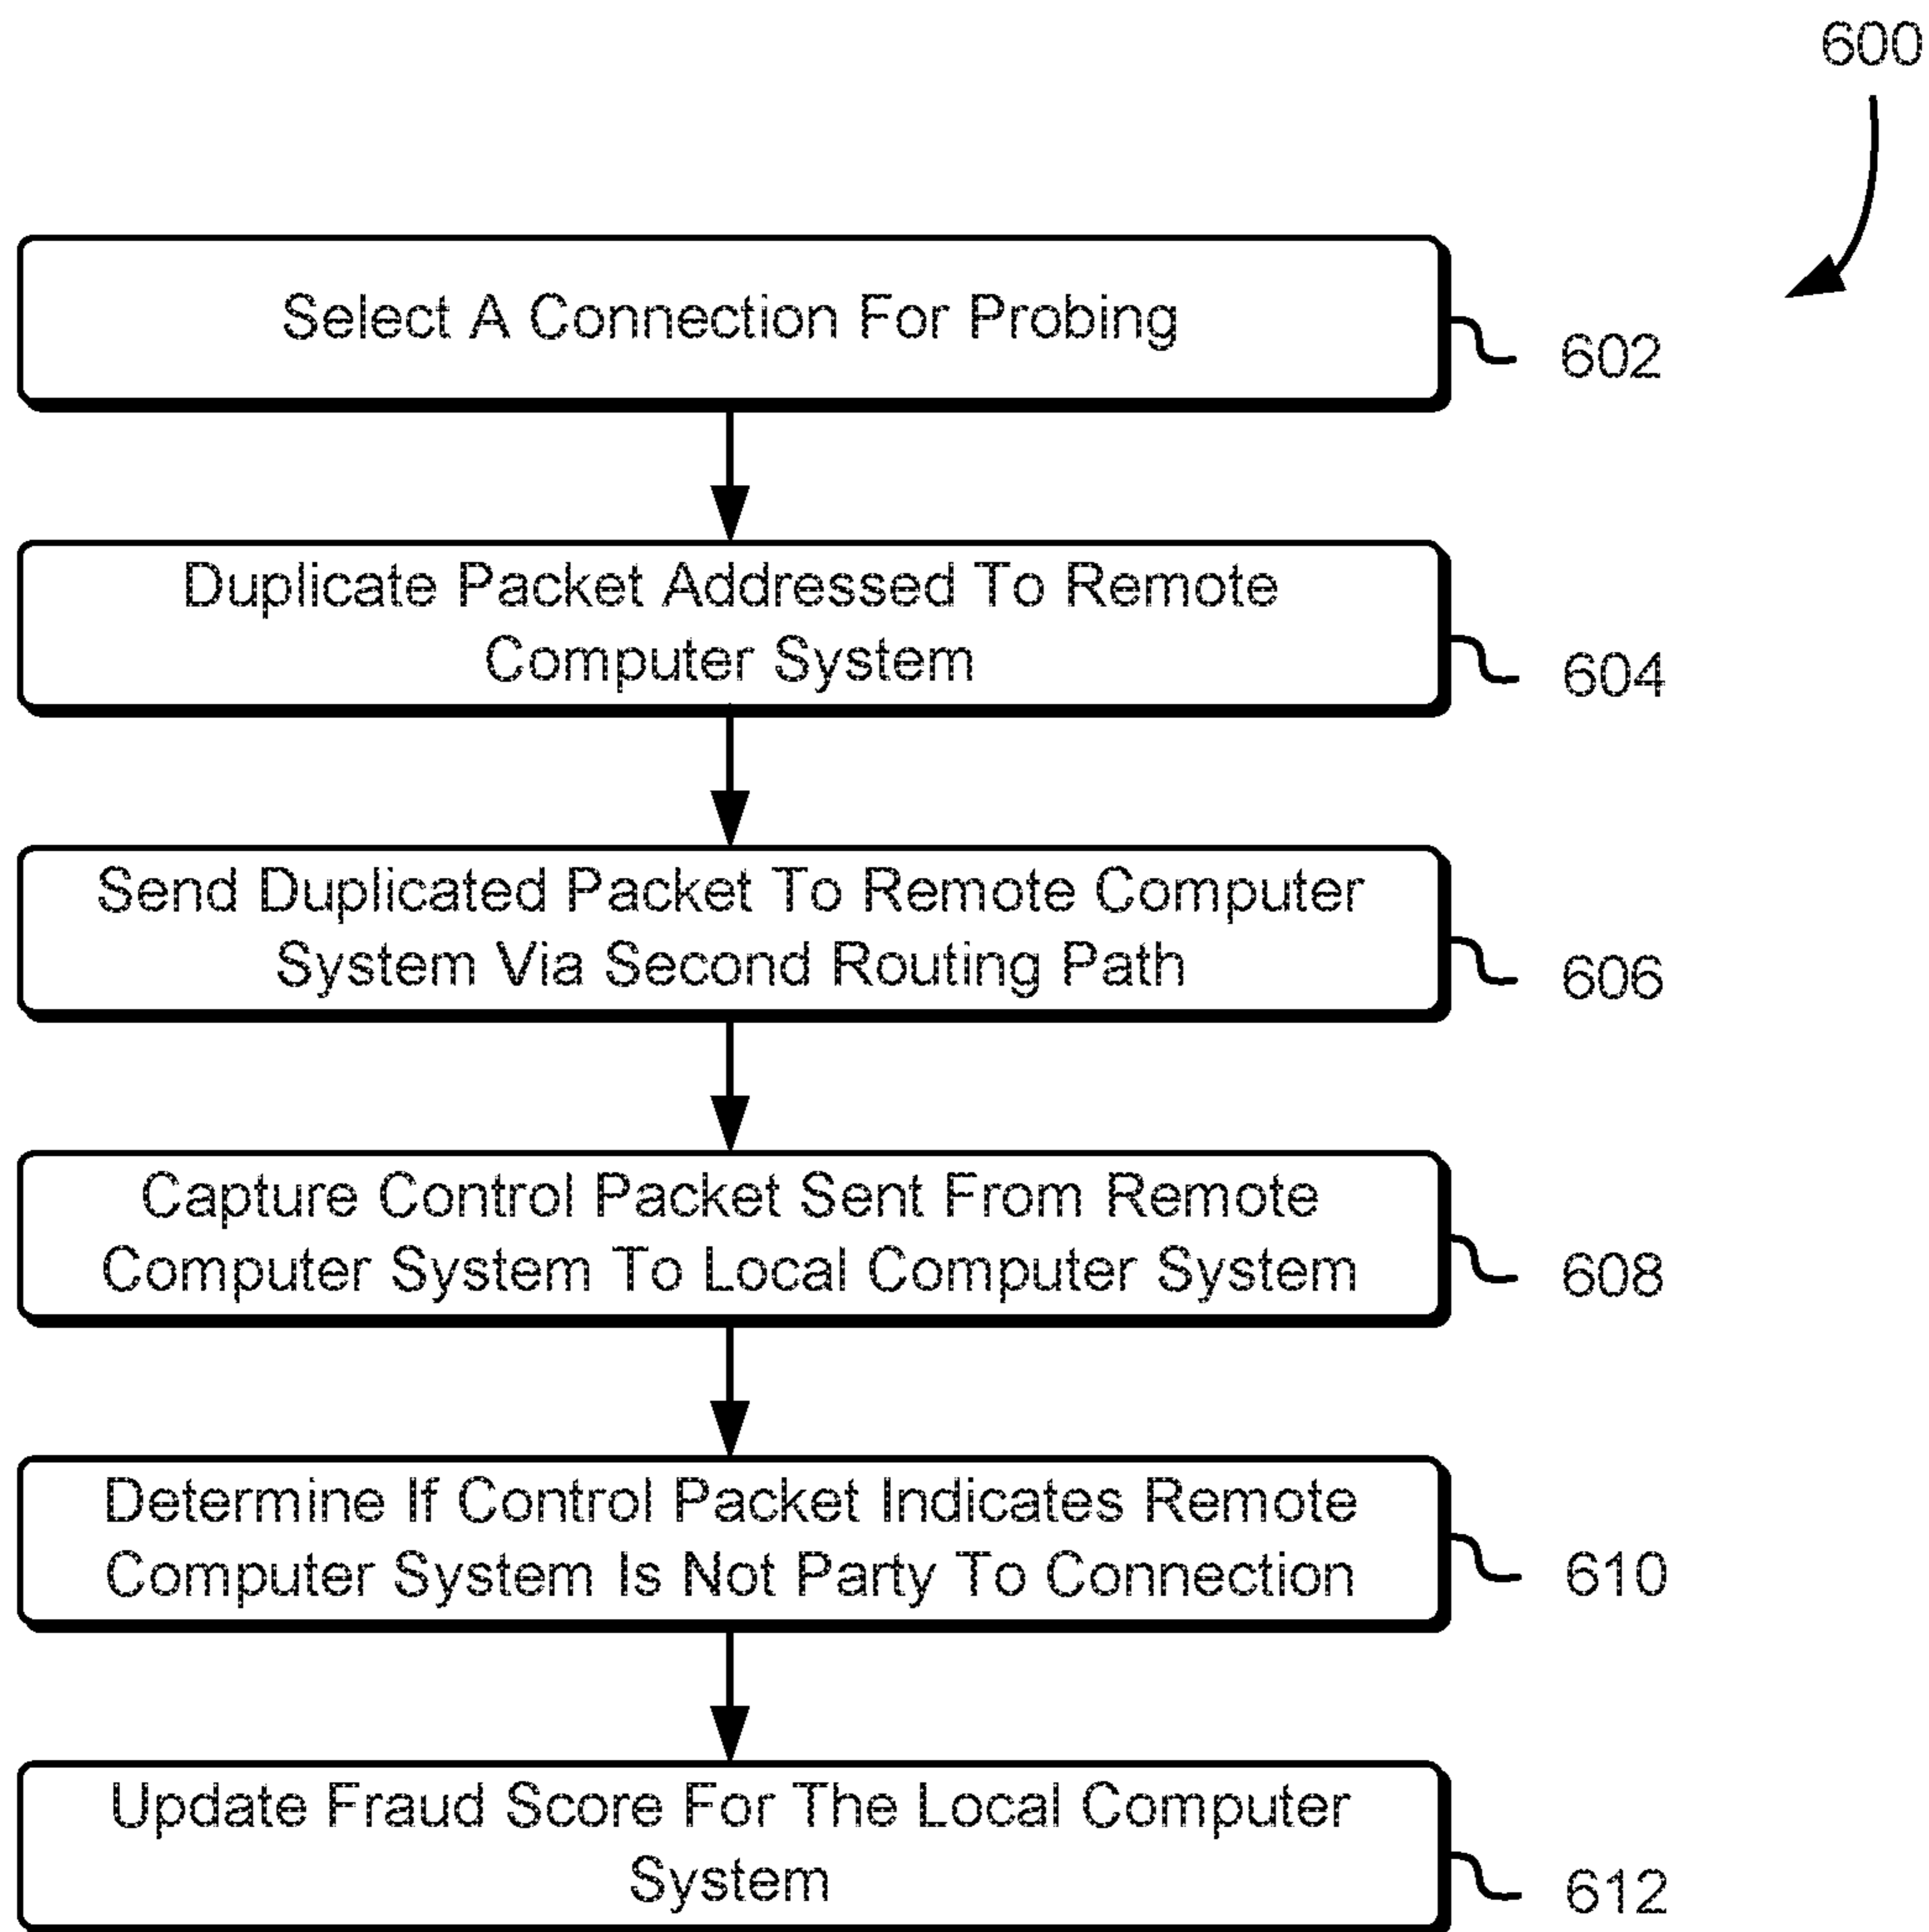 600
Select A Connection For Probing
602
Duplicate Packet Addressed To Remote
Computer System
604
Send Duplicated Packet To Remote Computer
System Via Second Routing Path
606
Capture Control Packet Sent From Remote
Computer System To Local Computer System
608
Determine If Control Packet Indicates Remote
Computer System Is Not Party To Connection
610
Update Fraud Score For The Local Computer
System
612